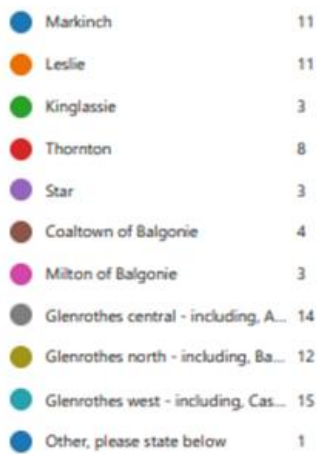 Markinch 11
Leslie 11
Kinglassie 3
Thornton 8
Star 3
Coaltown of Balgonie 4
Milton of Balgonie 3
Glenrothes central - including, A... 14
Glenrothes north - including, Ba... 12
Glenrothes west - including, Cas... 15
Other, please state below 1